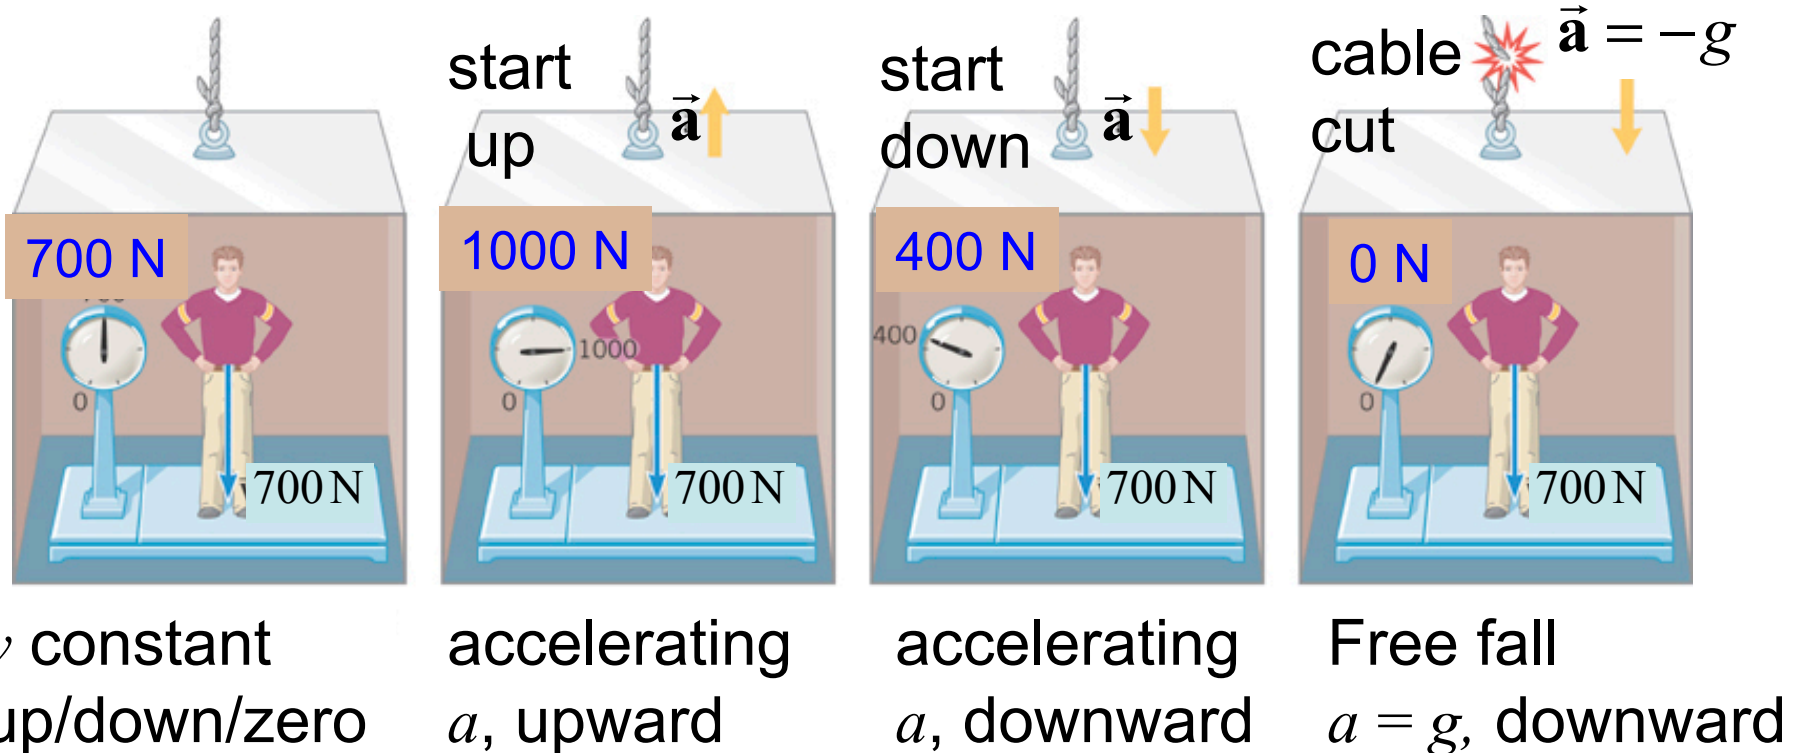 start
up
a⃗
start
down
a⃗
cable
cut
a⃗ = −g
700 N
1000 N
400 N
0 N
1000
400
0
0
0
0
700 N
700 N
700 N
700 N
v constant
up/down/zero
accelerating
a, upward
accelerating
a, downward
Free fall
a = g, downward